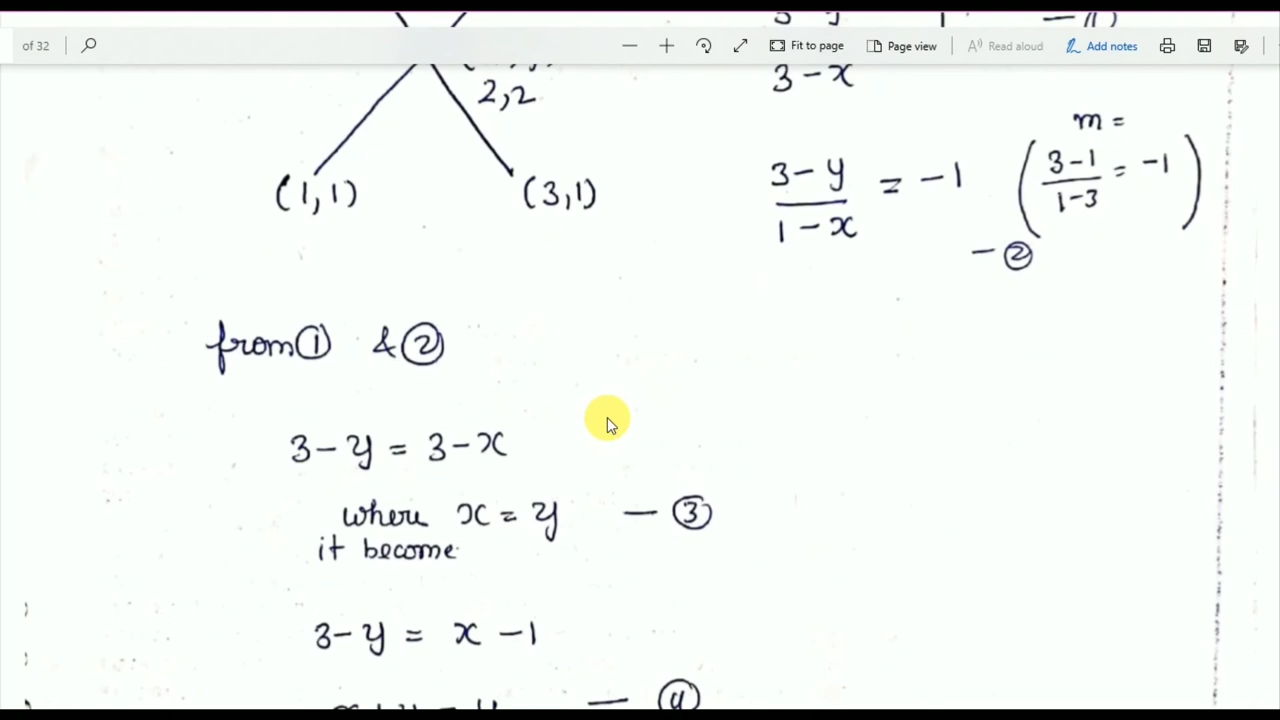 of 32
Fit to page
Page view
Read aloud
Add notes
3 - x
2,2
m =
(1,1)
(3,1)
3 - y / 1 - x = -1 (3-1 / 1-3 = -1)
- ②
from ① & ②
3 - y = 3 - x
where x = y - ③
it become
3 - y = x - 1
- ④